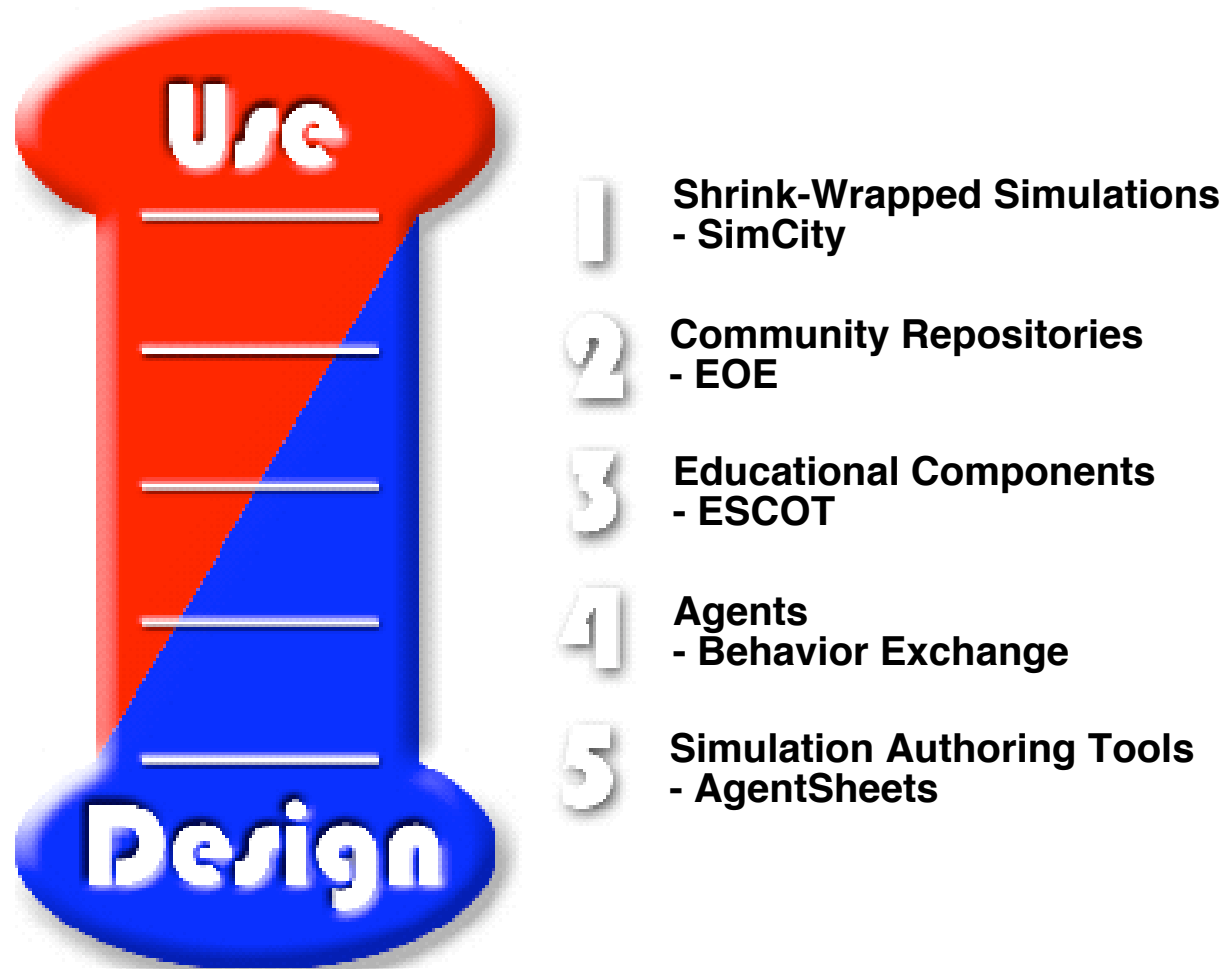 Use
1
Shrink-Wrapped Simulations
- SimCity
2
Community Repositories
- EOE
3
Educational Components
- ESCOT
4
Agents
- Behavior Exchange
5
Simulation Authoring Tools
- AgentSheets
Design